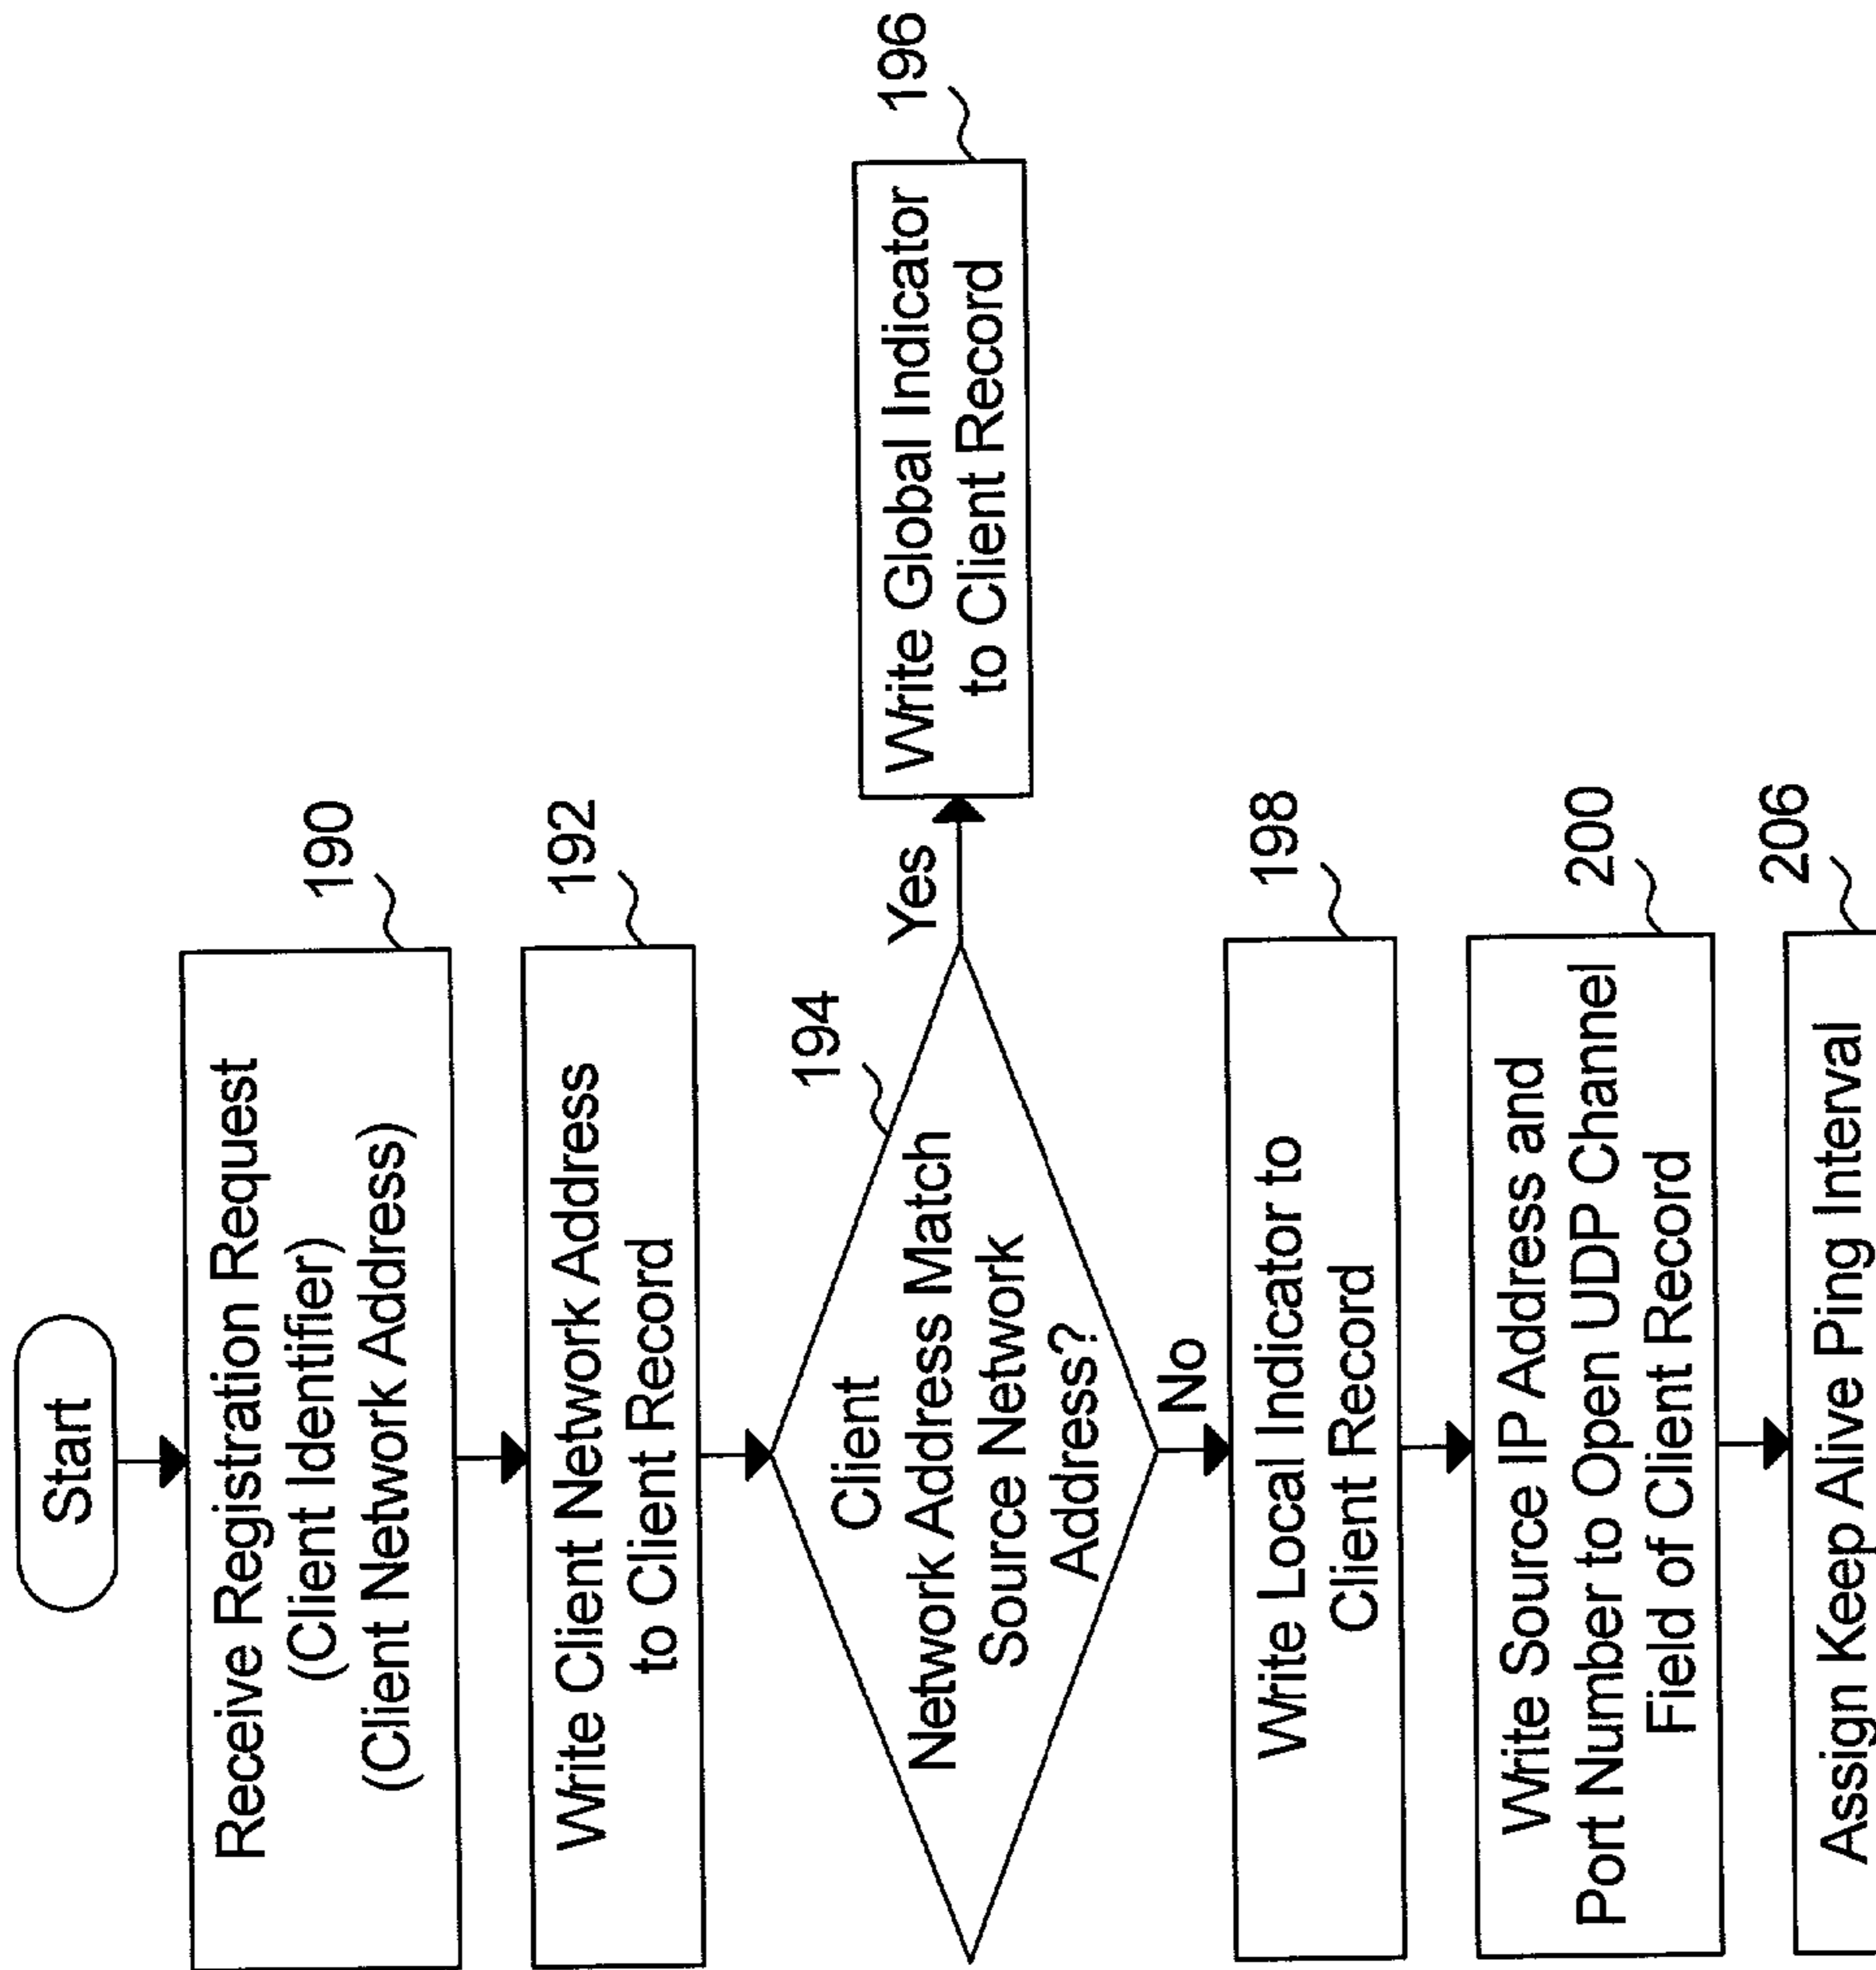 Start
190
Receive Registration Request
(Client Identifier)
(Client Network Address)
192
Write Client Network Address
to Client Record
194
Client
Network Address Match
Source Network
Address?
Yes
196
Write Global Indicator
to Client Record
No
198
Write Local Indicator to
Client Record
200
Write Source IP Address and
Port Number to Open UDP Channel
Field of Client Record
206
Assign Keep Alive Ping Interval